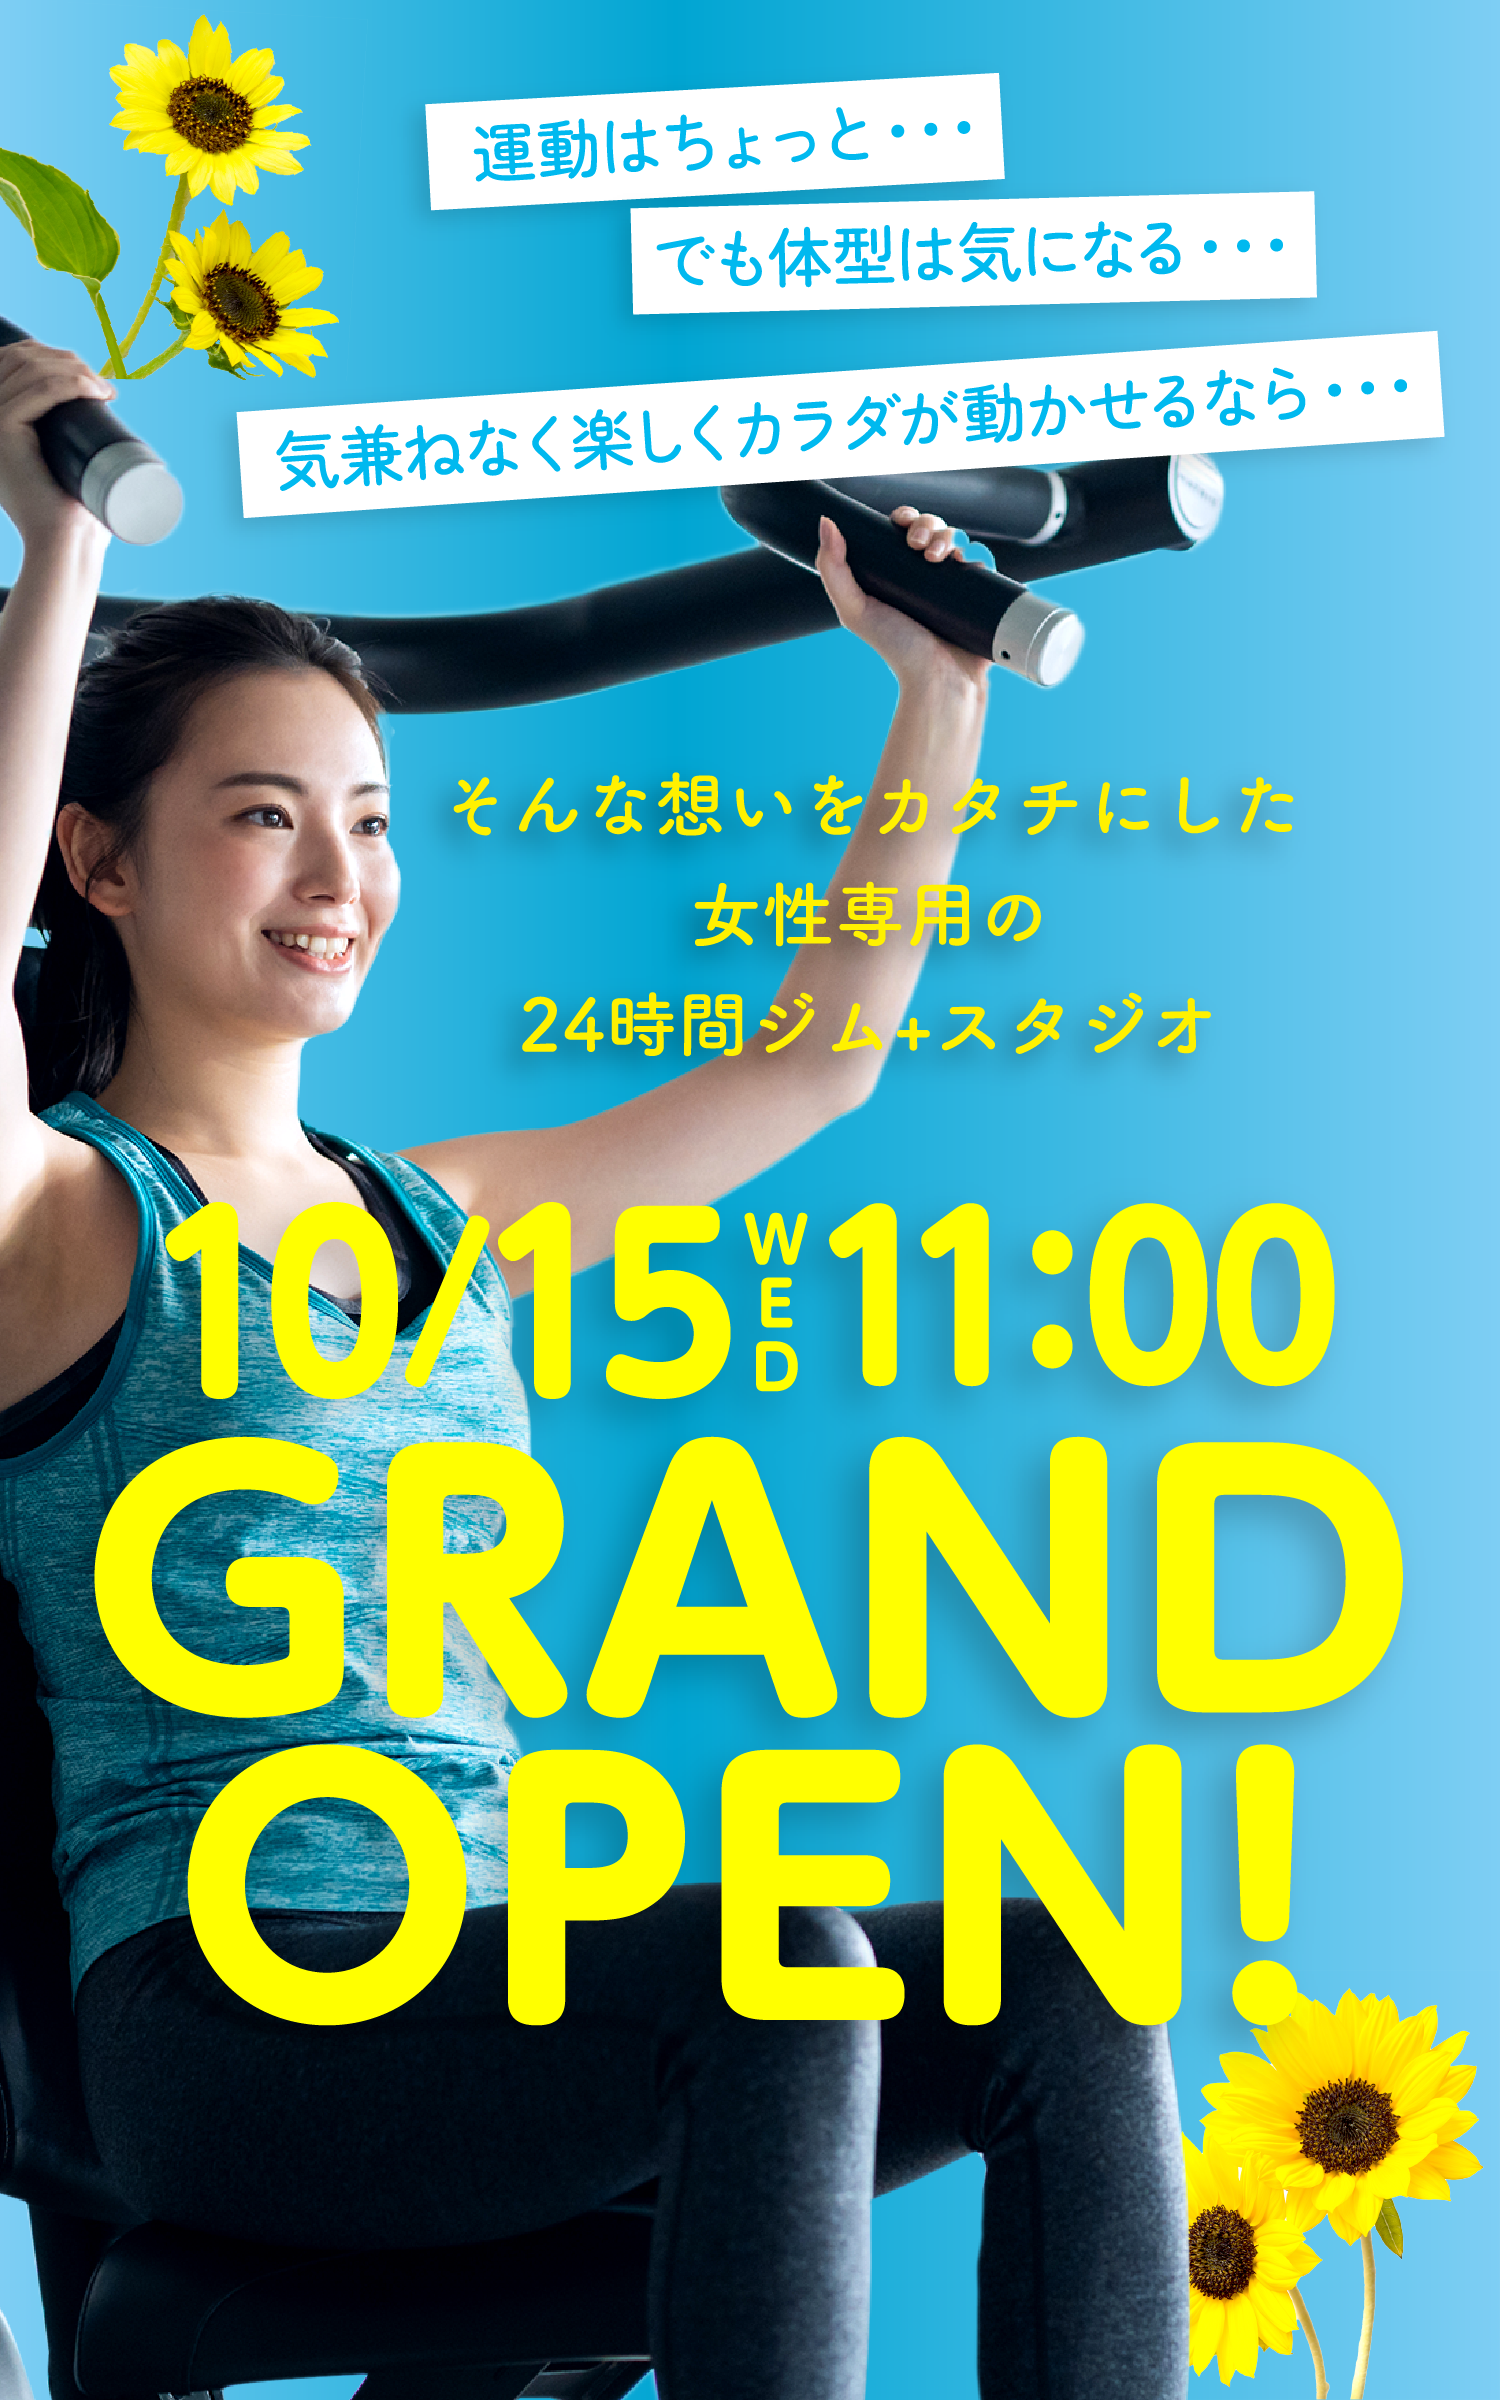 運動はちょっと・・・
でも体型は気になる・・・
気兼ねなく楽しくカラダが動かせるなら・・・
そんな想いをカタチにした
女性専用の
24時間ジム+スタジオ
10/15 WED 11:00
GRAND
OPEN!